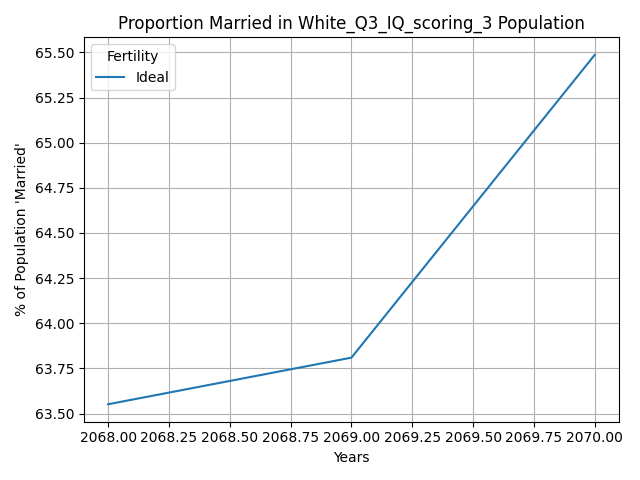 Proportion Married in White_Q3_IQ_scoring_3 Population
Fertility
Ideal
% of Population 'Married'
65.50
65.25
65.00
64.75
64.50
64.25
64.00
63.75
63.50
2068.00 2068.25 2068.50 2068.75 2069.00 2069.25 2069.50 2069.75 2070.00
Years